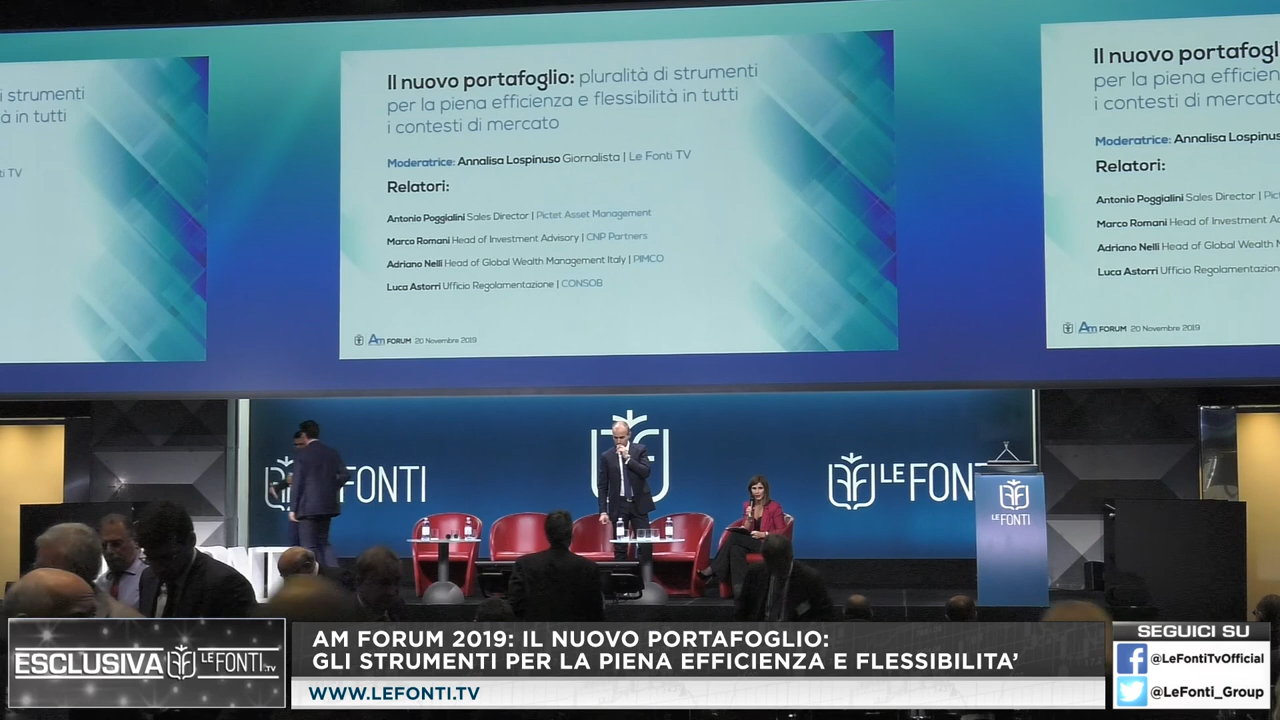 i strumenti
à in tutti
TV
Il nuovo portafoglio: pluralità di strumenti
per la piena efficienza e flessibilità in tutti
i contesti di mercato
Moderatrice: Annalisa Lospinuso Giornalista | Le Fonti TV
Relatori:
Antonio Poggialini Sales Director | Pictet Asset Management
Marco Romani Head of Investment Advisory | CNP Partners
Adriano Nelli Head of Global Wealth Management Italy | PIMCO
Luca Astorri Ufficio Regolamentazione | CONSOB
Am FORUM 20 Novembre 2019
Il nuovo portafogl
per la piena efficien
i contesti di mercato
Moderatrice: Annalisa Lospinus
Relatori:
Antonio Poggialini Sales Director | Pict
Marco Romani Head of Investment Ad
Adriano Nelli Head of Global Wealth M
Luca Astorri Ufficio Regolamentazion
Am FORUM 20 Novembre 2019
FONTI
LE FONT
LE FONTI
ESCLUSIVA LE FONTI.TV
AM FORUM 2019: IL NUOVO PORTAFOGLIO:
GLI STRUMENTI PER LA PIENA EFFICIENZA E FLESSIBILITA'
WWW.LEFONTI.TV
SEGUICI SU
@LeFontiTvOfficial
@LeFonti_Group